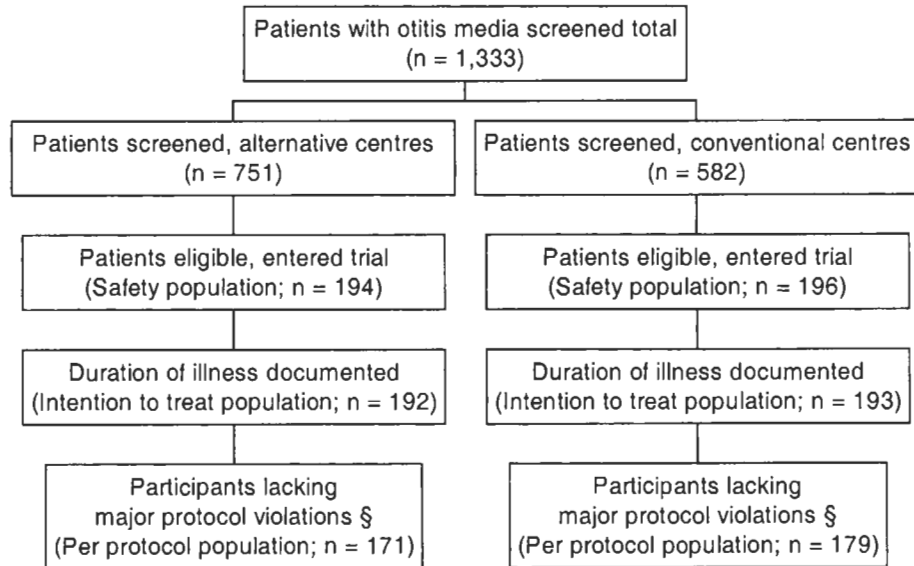 Patients with otitis media screened total
(n = 1,333)
Patients screened, alternative centres
(n = 751)
Patients screened, conventional centres
(n = 582)
Patients eligible, entered trial
(Safety population; n = 194)
Patients eligible, entered trial
(Safety population; n = 196)
Duration of illness documented
(Intention to treat population; n = 192)
Duration of illness documented
(Intention to treat population; n = 193)
Participants lacking
major protocol violations §
(Per protocol population; n = 171)
Participants lacking
major protocol violations §
(Per protocol population; n = 179)